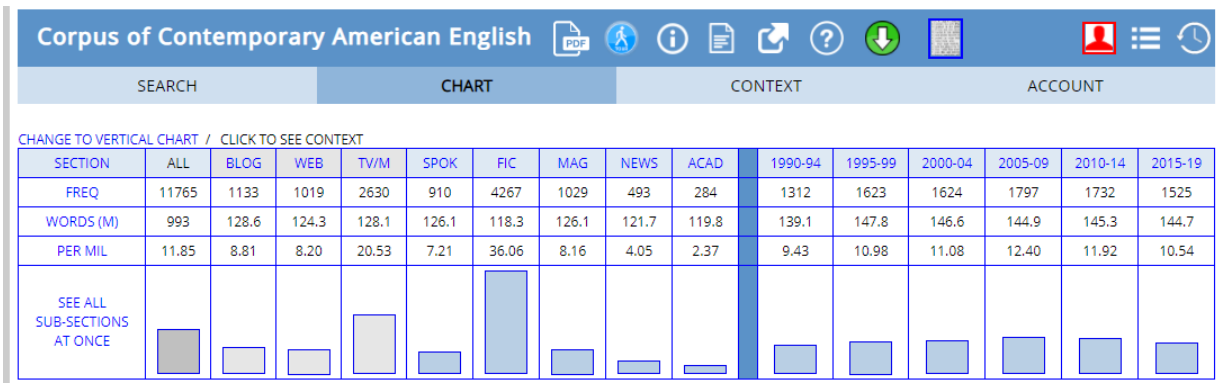 Corpus of Contemporary American English PDF
SEARCH CHART CONTEXT ACCOUNT
CHANGE TO VERTICAL CHART / CLICK TO SEE CONTEXT
SECTION ALL BLOG WEB TV/M SPOK FIC MAG NEWS ACAD 1990-94 1995-99 2000-04 2005-09 2010-14 2015-19
FREQ 11765 1133 1019 2630 910 4267 1029 493 284 1312 1623 1624 1797 1732 1525
WORDS (M) 993 128.6 124.3 128.1 126.1 118.3 126.1 121.7 119.8 139.1 147.8 146.6 144.9 145.3 144.7
PER MIL 11.85 8.81 8.20 20.53 7.21 36.06 8.16 4.05 2.37 9.43 10.98 11.08 12.40 11.92 10.54
SEE ALL
SUB-SECTIONS
AT ONCE